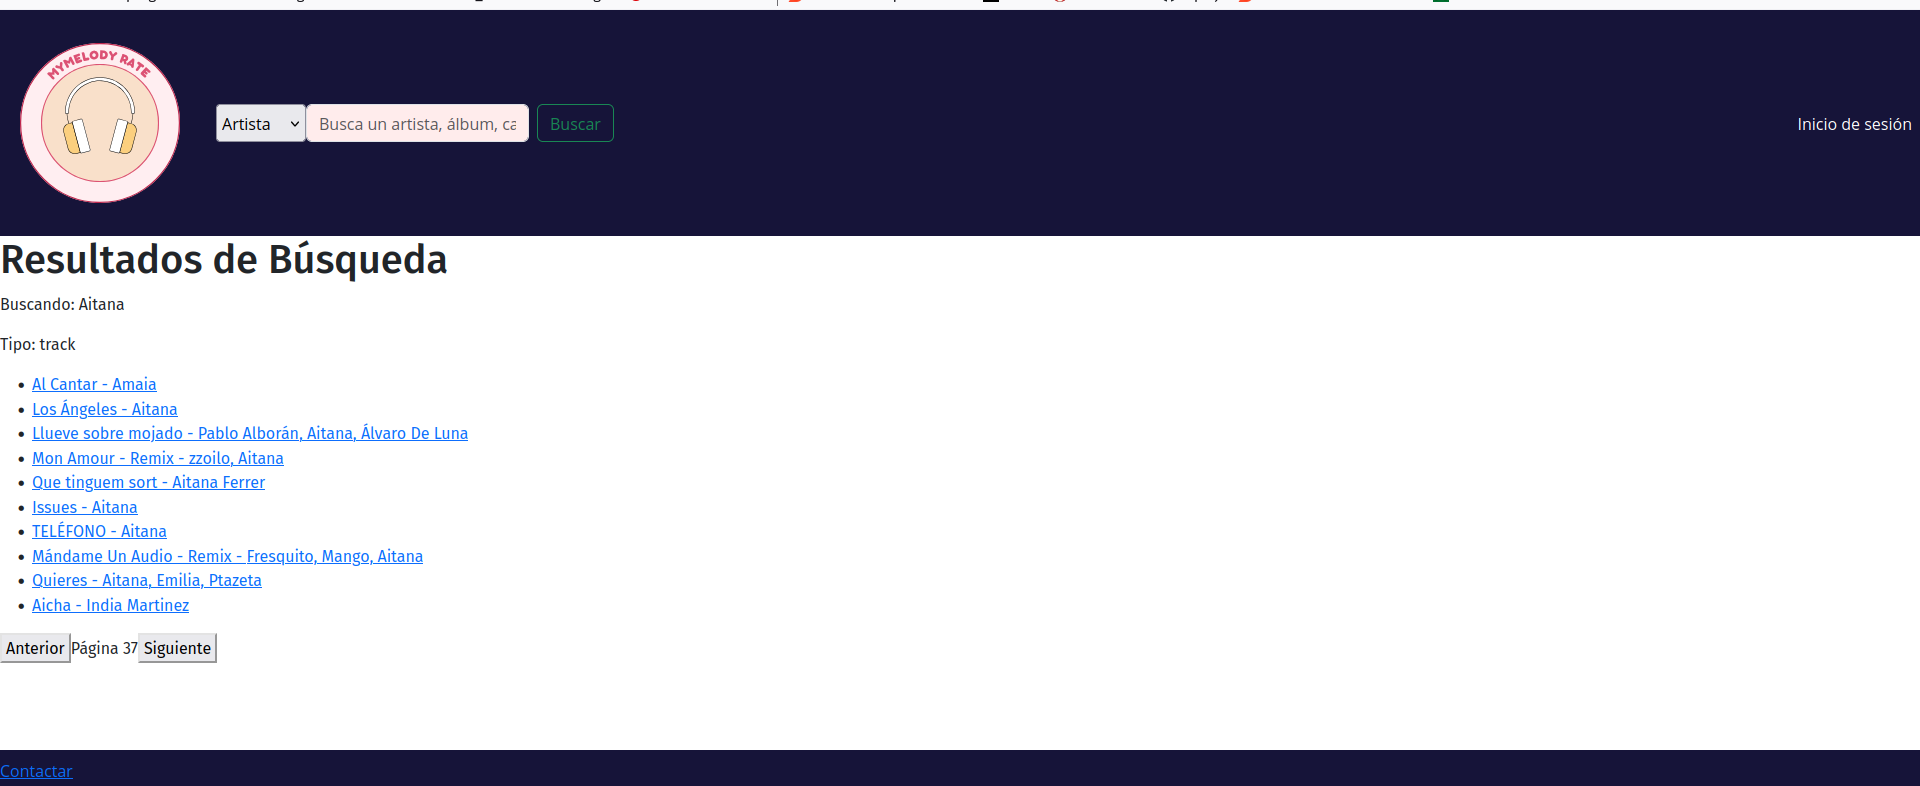 MYMELODY RATE
Artista Busca un artista, álbum, ca Buscar Inicio de sesión
Resultados de Búsqueda
Buscando: Aitana
Tipo: track
Al Cantar - Amaia
Los Ángeles - Aitana
Llueve sobre mojado - Pablo Alborán, Aitana, Álvaro De Luna
Mon Amour - Remix - zzoilo, Aitana
Que tinguem sort - Aitana Ferrer
Issues - Aitana
TELÉFONO - Aitana
Mándame Un Audio - Remix - Fresquito, Mango, Aitana
Quieres - Aitana, Emilia, Ptazeta
Aicha - India Martinez
Anterior Página 37 Siguiente
Contactar